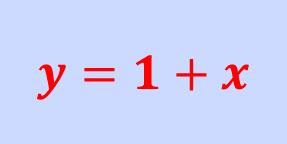 y = 1 + x